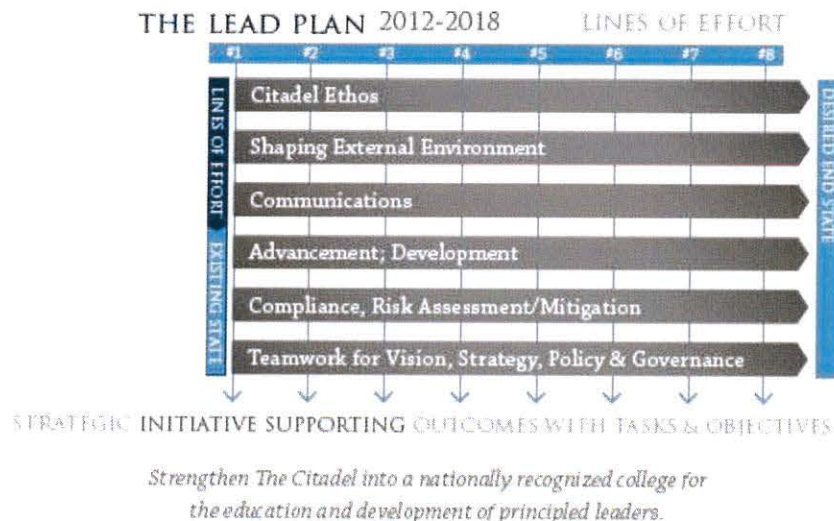 THE LEAD PLAN 2012-2018 LINES OF EFFORT
#1 #2 #3 #4 #5 #6 #7 #8
LINES OF EFFORT
EXISTING STATE
Citadel Ethos
Shaping External Environment
Communications
Advancement; Development
Compliance, Risk Assessment/Mitigation
Teamwork for Vision, Strategy, Policy & Governance
DESIRED END STATE
STRATEGIC INITIATIVE SUPPORTING OUTCOMES WITH TASKS & OBJECTIVES
Strengthen The Citadel into a nationally recognized college for
the education and development of principled leaders.